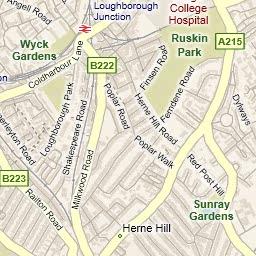 Angell Road
Loughborough
Junction
College
Hospital
Wyck
Gardens
Ruskin
Park
A215
Coldharbour Lane
B222
Finsen Road
Ferndene Road
Dylways
Loughborough Park
Shakespeare Road
Milkwood Road
Poplar Road
Herne Hill Road
Poplar Walk
Red Post Hill
B223
Railton Road
Sunray
Gardens
Herne Hill